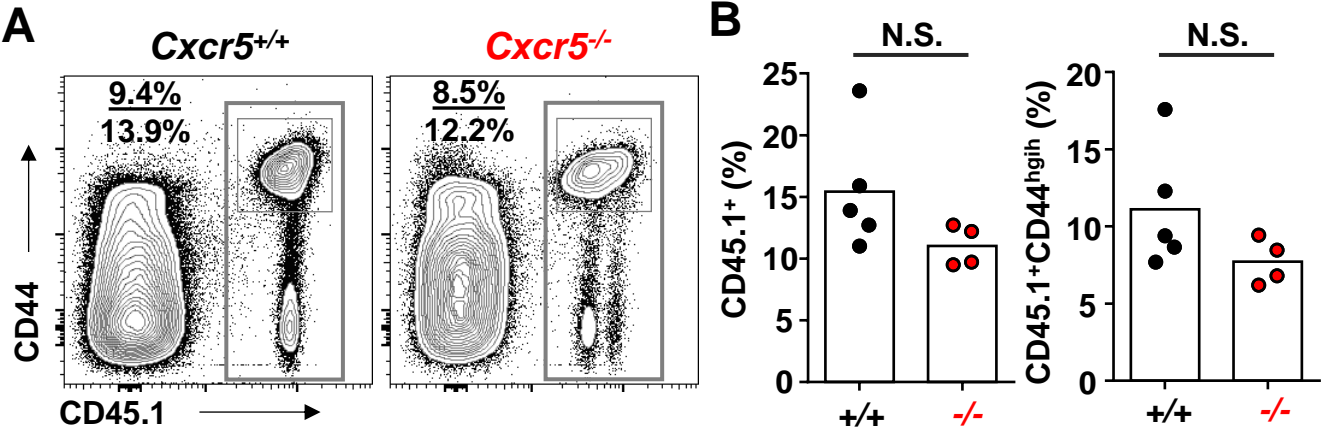 A
Cxcr5+/+
Cxcr5-/-
9.4%
13.9%
8.5%
12.2%
CD44
CD45.1
B
N.S.
CD45.1+ (%)
25
20
15
10
5
0
+/+
-/-
N.S.
CD45.1+CD44hgih (%)
20
15
10
5
0
+/+
-/-